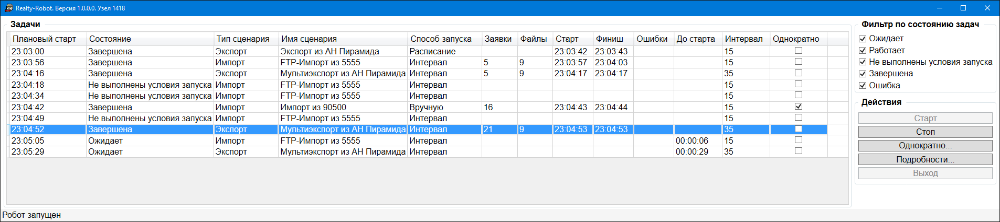 Realty-Robot. Версия 1.0.0.0. Узел 1418
Задачи
Плановый старт Состояние Тип сценария Имя сценария Способ запуска Заявки Файлы Старт Финиш Ошибки До старта Интервал Однократно
23:03:00 Завершена Экспорт Экспорт из АН Пирамида Расписание 23:03:42 23:03:43 15
23:03:56 Завершена Импорт FTP-Импорт из 5555 Интервал 5 9 23:03:57 23:04:03 15
23:04:16 Завершена Экспорт Мультиэкспорт из АН Пирамида Интервал 5 9 23:04:17 23:04:17 35
23:04:18 Не выполнены условия запуска Импорт FTP-Импорт из 5555 Интервал 15
23:04:34 Не выполнены условия запуска Импорт FTP-Импорт из 5555 Интервал 15
23:04:42 Завершена Импорт Импорт из 90500 Вручную 16 23:04:43 23:04:44 15
23:04:49 Не выполнены условия запуска Импорт FTP-Импорт из 5555 Интервал 15
23:04:52 Завершена Экспорт Мультиэкспорт из АН Пирамида Интервал 21 9 23:04:53 23:04:53 35
23:05:05 Ожидает Импорт FTP-Импорт из 5555 Интервал 00:00:06 15
23:05:29 Ожидает Экспорт Мультиэкспорт из АН Пирамида Интервал 00:00:29 35
Фильтр по состоянию задач
Ожидает
Работает
Не выполнены условия запуска
Завершена
Ошибка
Действия
Старт
Стоп
Однократно...
Подробности...
Выход
Робот запущен